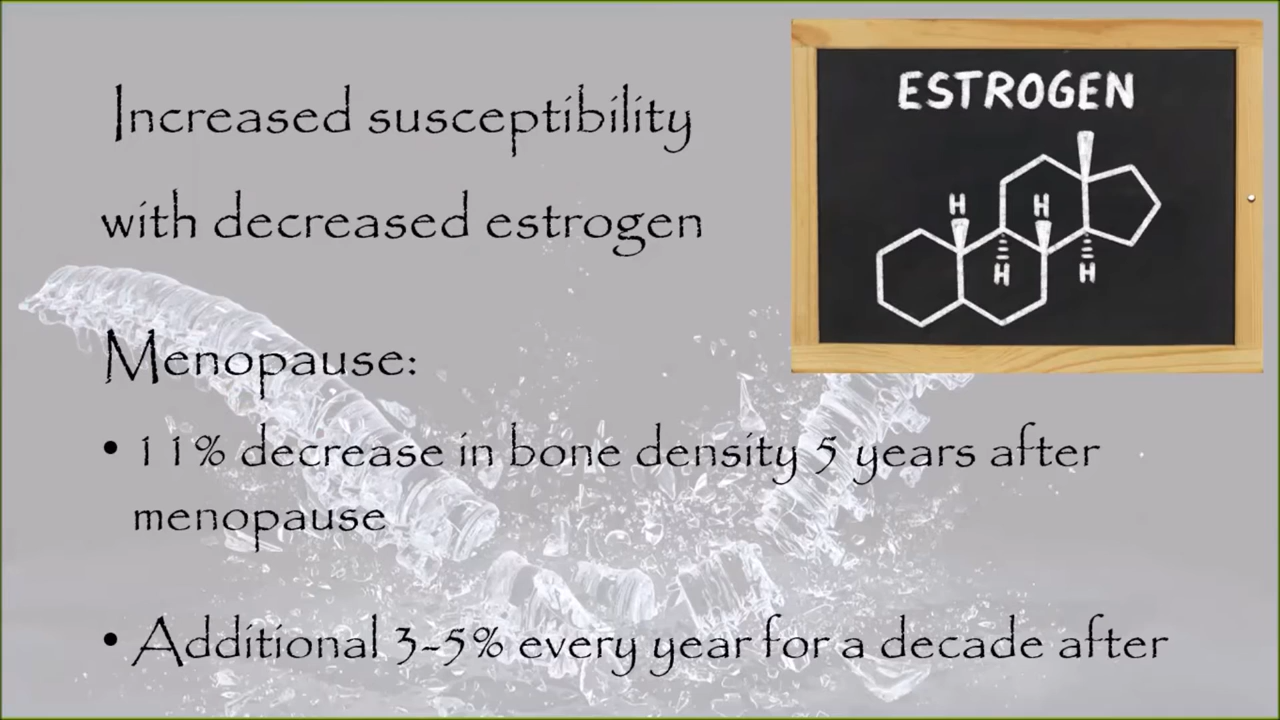 Increased susceptibility
with decreased estrogen
Menopause:
• 11% decrease in bone density 5 years after
menopause
• Additional 3-5% every year for a decade after
ESTROGEN
H
H
H
H